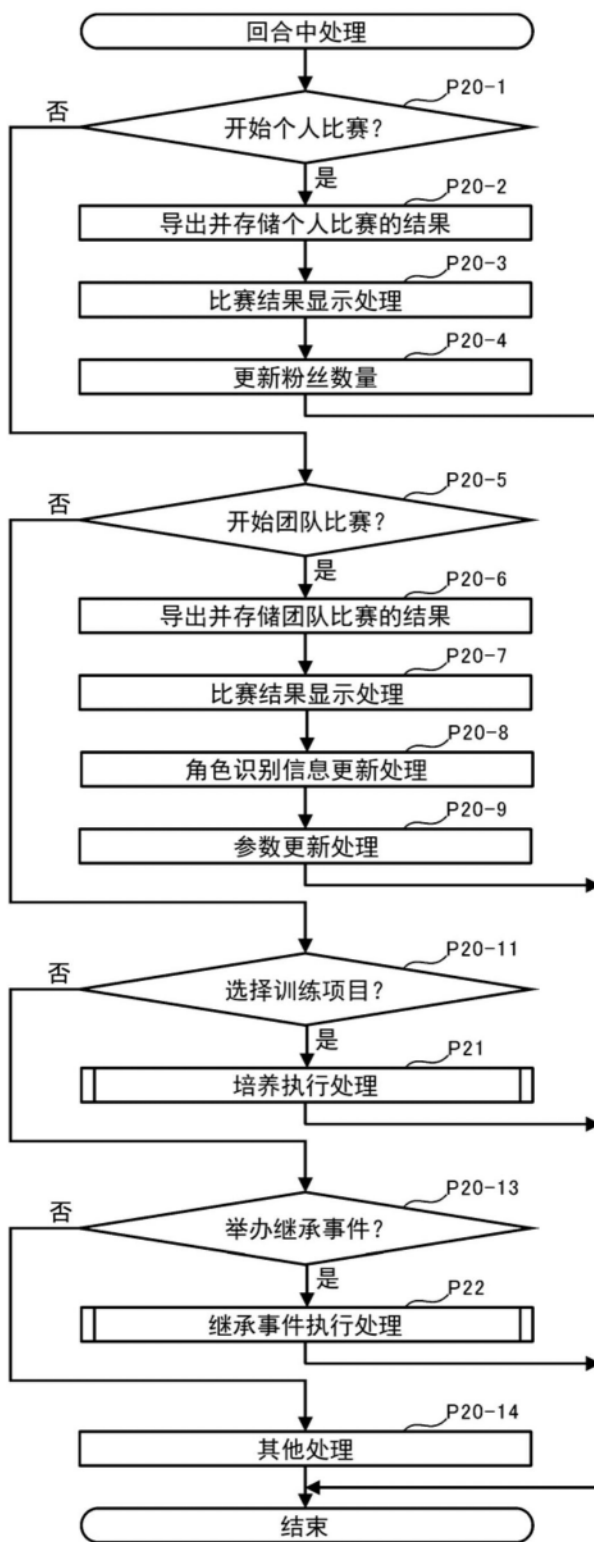 回合中处理
P20-1
否
开始个人比赛?
是
P20-2
导出并存储个人比赛的结果
P20-3
比赛结果显示处理
P20-4
更新粉丝数量
P20-5
否
开始团队比赛?
是
P20-6
导出并存储团队比赛的结果
P20-7
比赛结果显示处理
P20-8
角色识别信息更新处理
P20-9
参数更新处理
P20-11
否
选择训练项目?
是
P21
培养执行处理
P20-13
否
举办继承事件?
是
P22
继承事件执行处理
P20-14
其他处理
结束